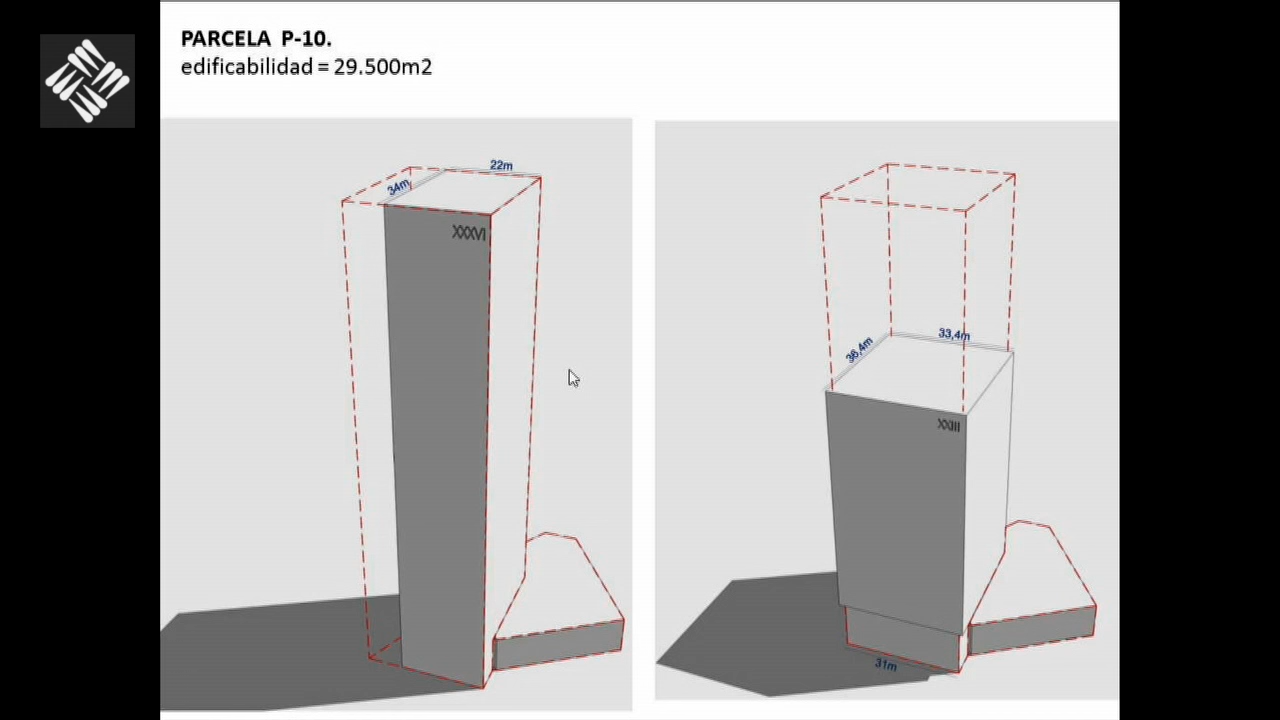 PARCELA P-10.
edificabilidad = 29.500m2
22m
34m
XXXVI
33,4m
36,4m
XXIII
31m